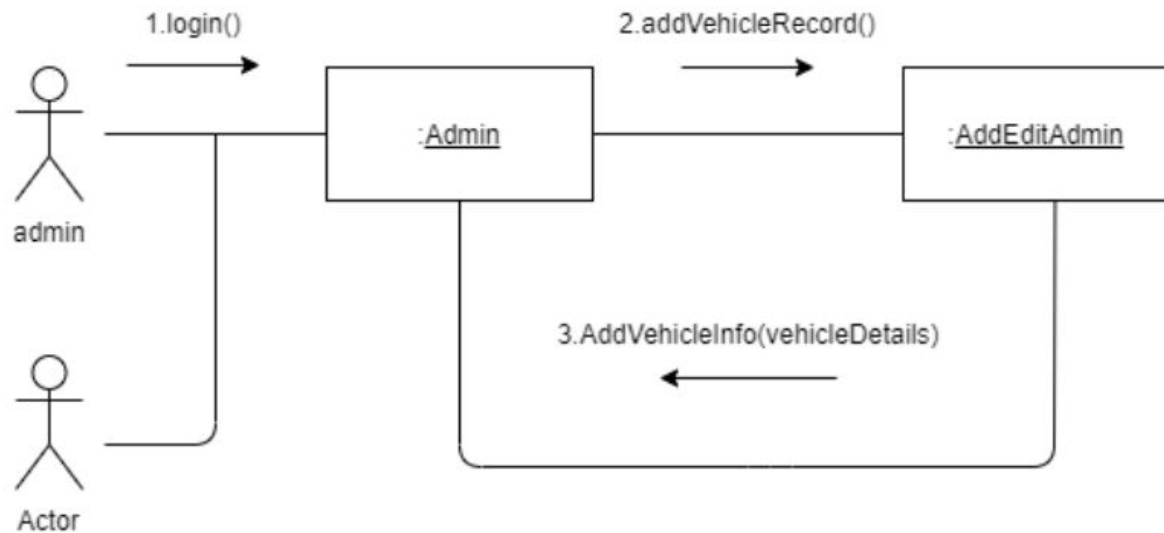 1.login()
2.addVehicleRecord()
:Admin
:AddEditAdmin
admin
3.AddVehicleInfo(vehicleDetails)
Actor